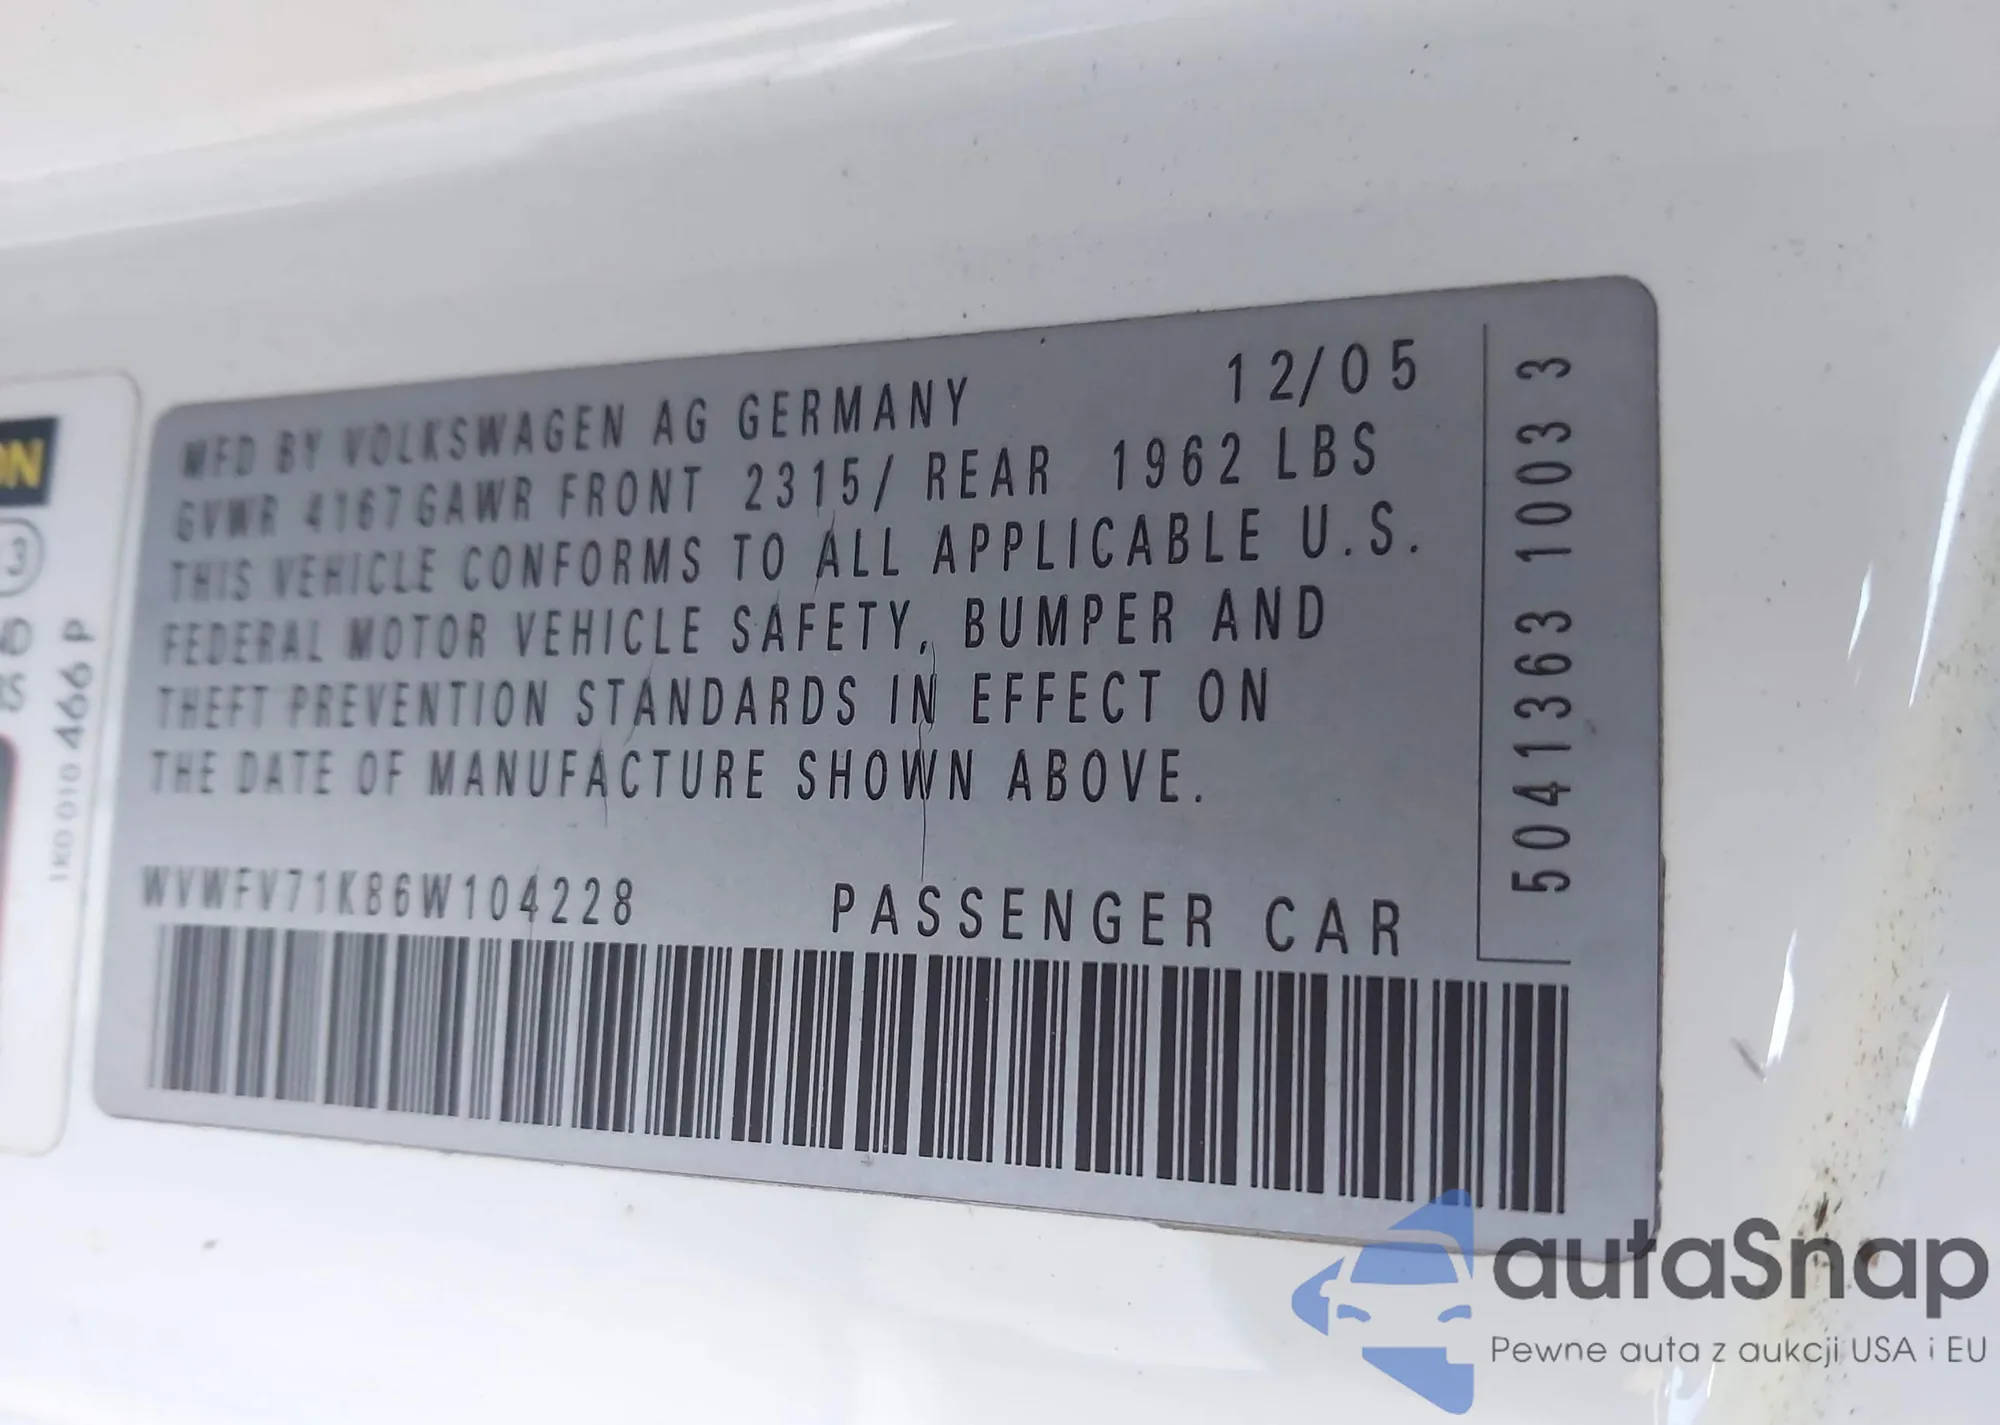 MFD BY VOLKSWAGEN AG GERMANY 12/05
GVWR 4167 GAWR FRONT 2315/ REAR 1962 LBS
THIS VEHICLE CONFORMS TO ALL APPLICABLE U.S.
FEDERAL MOTOR VEHICLE SAFETY, BUMPER AND
THEFT PREVENTION STANDARDS IN EFFECT ON
THE DATE OF MANUFACTURE SHOWN ABOVE.
WVWFV71K86W104228 PASSENGER CAR
5041363 1003 3
1K0 010 466 P
autaSnap
Pewne auta z aukcji USA i EU